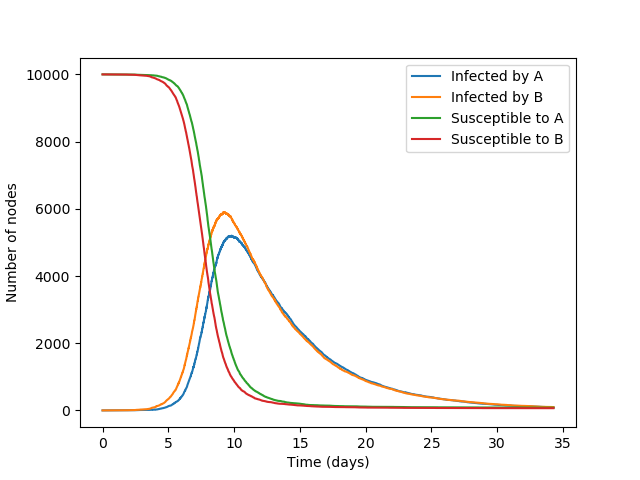 10000
8000
6000
4000
2000
0
Number of nodes
Infected by A
Infected by B
Susceptible to A
Susceptible to B
0 5 10 15 20 25 30 35
Time (days)